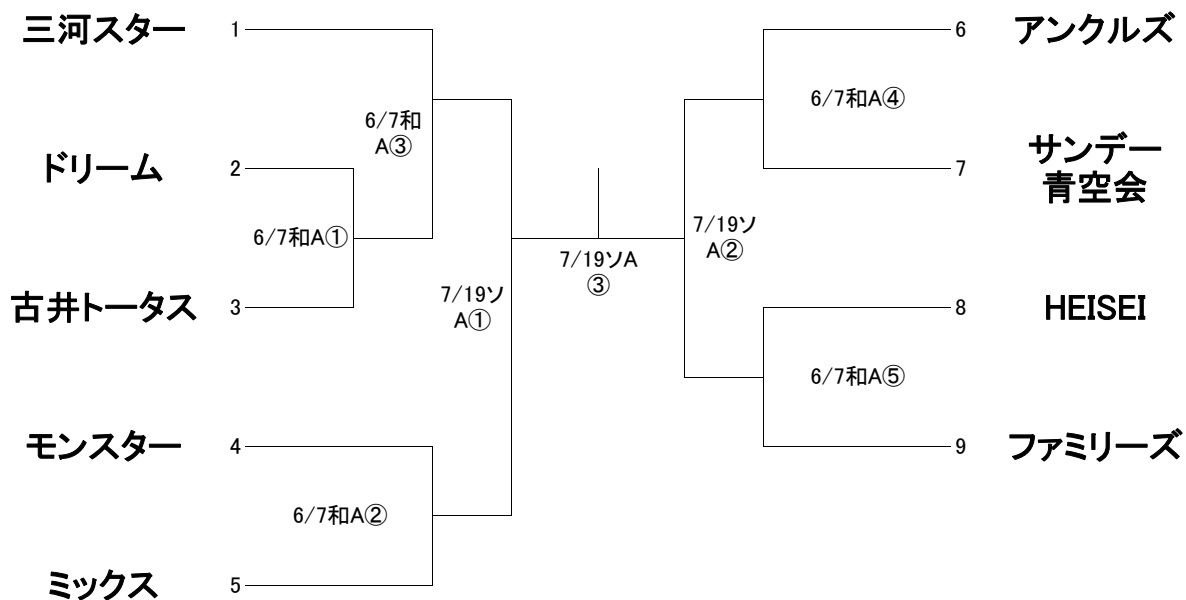 三河スター 1
6/7和
A③
ドリーム 2
6/7和A①
古井トータス 3
7/19ソ
A①
モンスター 4
6/7和A②
ミックス 5
7/19ソA
③
6 アンクルズ
6/7和A④
7 サンデー
青空会
7/19ソ
A②
8 HEISEI
6/7和A⑤
9 ファミリーズ